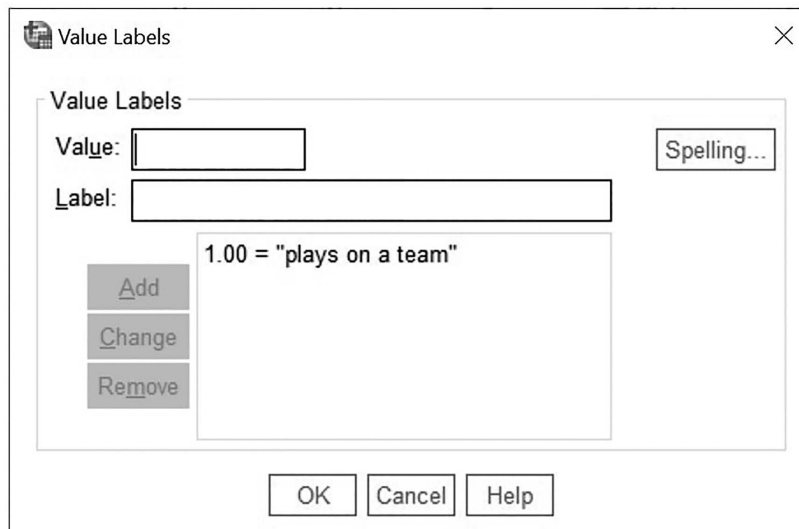 Value Labels
Value Labels
Value:
Spelling...
Label:
1.00 = "plays on a team"
Add
Change
Remove
OK Cancel Help